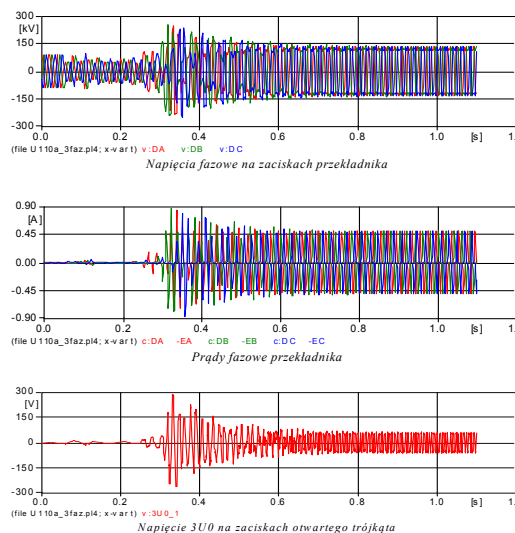 300
[kV]
150
0
-150
-300
0.0 0.2 0.4 0.6 0.8 1.0 [s] 1.
(file U110a_3faz.pl4; x-var t) v:DA v:DB v:DC
Napięcia fazowe na zaciskach przekładnika
0.90
[A]
0.45
0.00
-0.45
-0.90
0.0 0.2 0.4 0.6 0.8 1.0 [s] 1.
(file U110a_3faz.pl4; x-var t) c:DA -EA c:DB -EB c:DC -EC
Prądy fazowe przekładnika
300
[V]
150
0
-150
-300
0.0 0.2 0.4 0.6 0.8 1.0 [s] 1.
(file U110a_3faz.pl4; x-var t) v:3U0_1
Napięcie 3U0 na zaciskach otwartego trójkąta